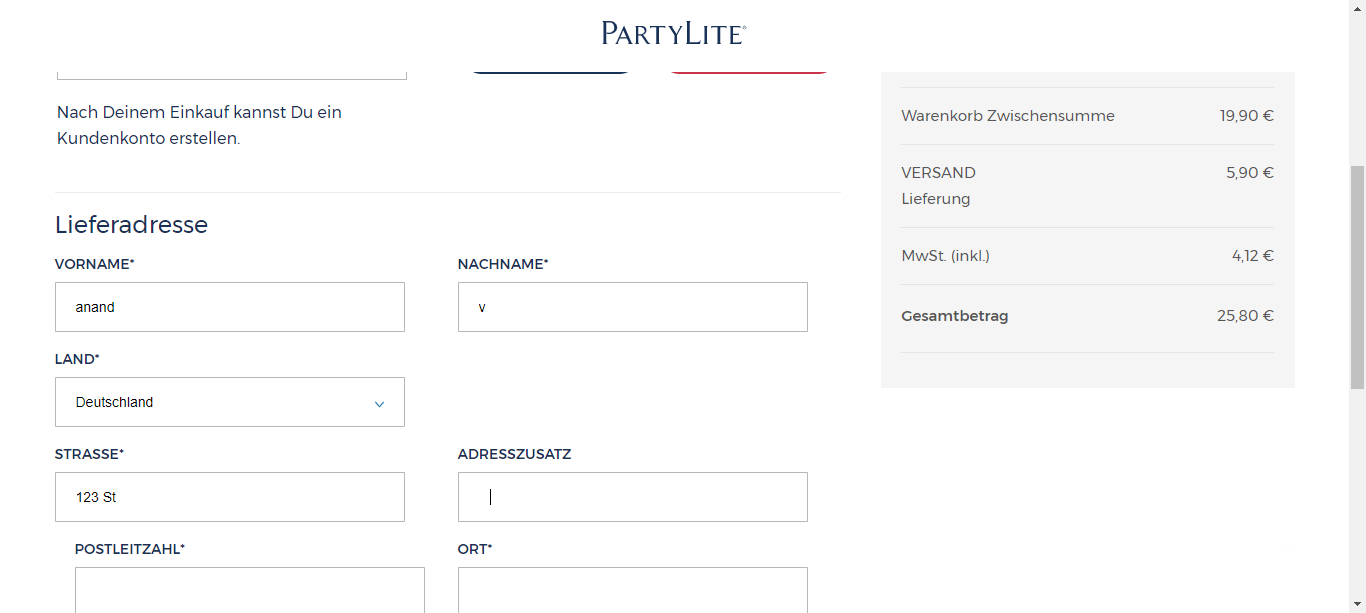 PARTYLITE®
Nach Deinem Einkauf kannst Du ein
Kundenkonto erstellen.
Lieferadresse
VORNAME*
NACHNAME*
anand
v
LAND*
Deutschland
STRASSE*
ADRESSZUSATZ
123 St
POSTLEITZAHL*
ORT*
Warenkorb Zwischensumme 19,90 €
VERSAND 5,90 €
Lieferung
MwSt. (inkl.) 4,12 €
Gesamtbetrag 25,80 €